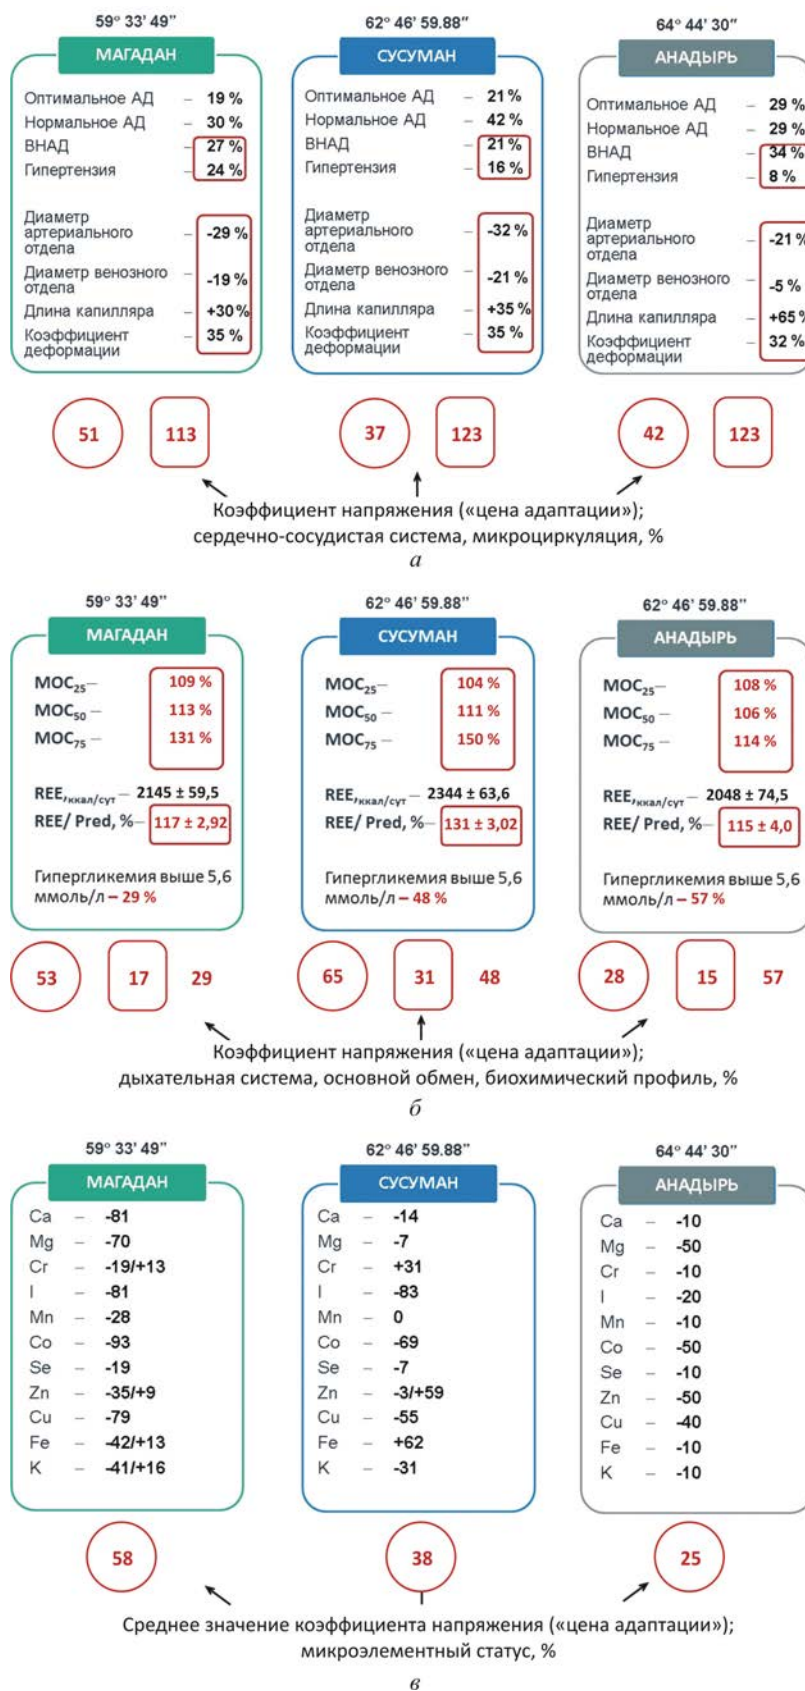 59° 33' 49"
МАГАДАН
Оптимальное АД – 19 %
Нормальное АД – 30 %
ВНАД – 27 %
Гипертензия – 24 %
Диаметр
артериального – -29 %
отдела
Диаметр венозного – -19 %
отдела
Длина капилляра – +30 %
Коэффициент – 35 %
деформации
51 113
62° 46' 59.88"
СУСУМАН
Оптимальное АД – 21 %
Нормальное АД – 42 %
ВНАД – 21 %
Гипертензия – 16 %
Диаметр
артериального – -32 %
отдела
Диаметр венозного – -21 %
отдела
Длина капилляра – +35 %
Коэффициент – 35 %
деформации
37 123
64° 44' 30"
АНАДЫРЬ
Оптимальное АД – 29 %
Нормальное АД – 29 %
ВНАД – 34 %
Гипертензия – 8 %
Диаметр
артериального – -21 %
отдела
Диаметр венозного – -5 %
отдела
Длина капилляра – +65 %
Коэффициент – 32 %
деформации
42 123
Коэффициент напряжения («цена адаптации»);
сердечно-сосудистая система, микроциркуляция, %
а
59° 33' 49"
МАГАДАН
МОС25– 109 %
МОС50 – 113 %
МОС75 – 131 %
REE,ккал/сут – 2145 ± 59,5
REE/ Pred, %– 117 ± 2,92
Гипергликемия выше 5,6
ммоль/л – 29 %
53 17 29
62° 46' 59.88"
СУСУМАН
МОС25– 104 %
МОС50 – 111 %
МОС75 – 150 %
REE,ккал/сут – 2344 ± 63,6
REE/ Pred, %– 131 ± 3,02
Гипергликемия выше 5,6
ммоль/л – 48 %
65 31 48
62° 46' 59.88"
АНАДЫРЬ
МОС25– 108 %
МОС50 – 106 %
МОС75 – 114 %
REE,ккал/сут – 2048 ± 74,5
REE/ Pred, %– 115 ± 4,0
Гипергликемия выше 5,6
ммоль/л – 57 %
28 15 57
Коэффициент напряжения («цена адаптации»);
дыхательная система, основной обмен, биохимический профиль, %
б
59° 33' 49"
МАГАДАН
Ca – -81
Mg – -70
Cr – -19/+13
I – -81
Mn – -28
Co – -93
Se – -19
Zn – -35/+9
Cu – -79
Fe – -42/+13
K – -41/+16
58
62° 46' 59.88"
СУСУМАН
Ca – -14
Mg – -7
Cr – +31
I – -83
Mn – 0
Co – -69
Se – -7
Zn – -3/+59
Cu – -55
Fe – +62
K – -31
38
64° 44' 30"
АНАДЫРЬ
Ca – -10
Mg – -50
Cr – -10
I – -20
Mn – -10
Co – -50
Se – -10
Zn – -50
Cu – -40
Fe – -10
K – -10
25
Среднее значение коэффициента напряжения («цена адаптации»);
микроэлементный статус, %
в